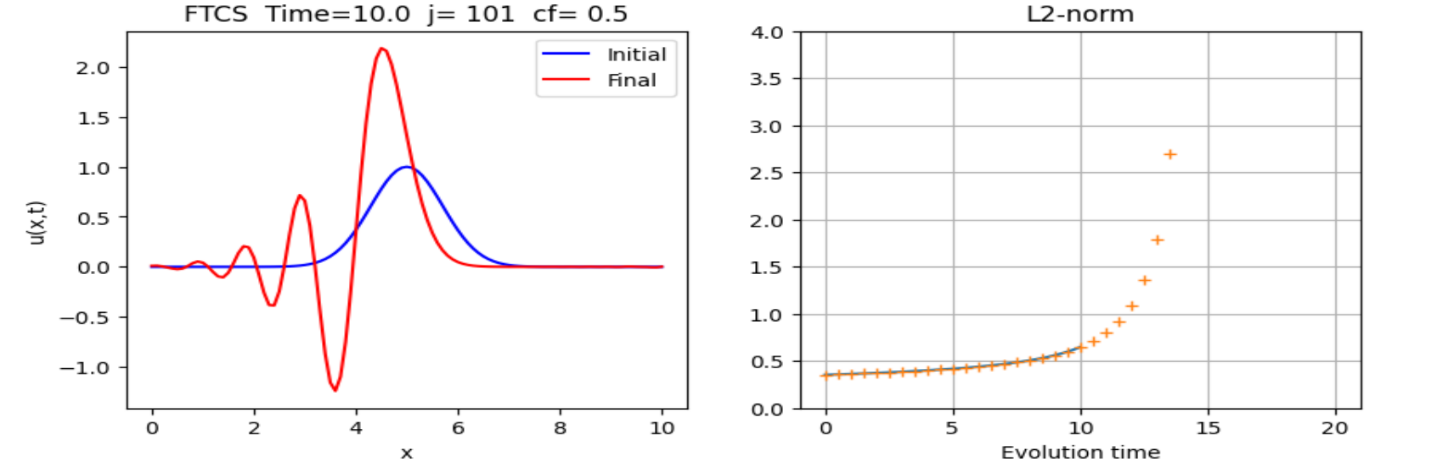 FTCS Time=10.0 j= 101 cf= 0.5
Initial
Final
2.0
1.5
1.0
0.5
0.0
−0.5
−1.0
u(x,t)
0 2 4 6 8 10
x
L2-norm
4.0
3.5
3.0
2.5
2.0
1.5
1.0
0.5
0.0
0 5 10 15 20
Evolution time